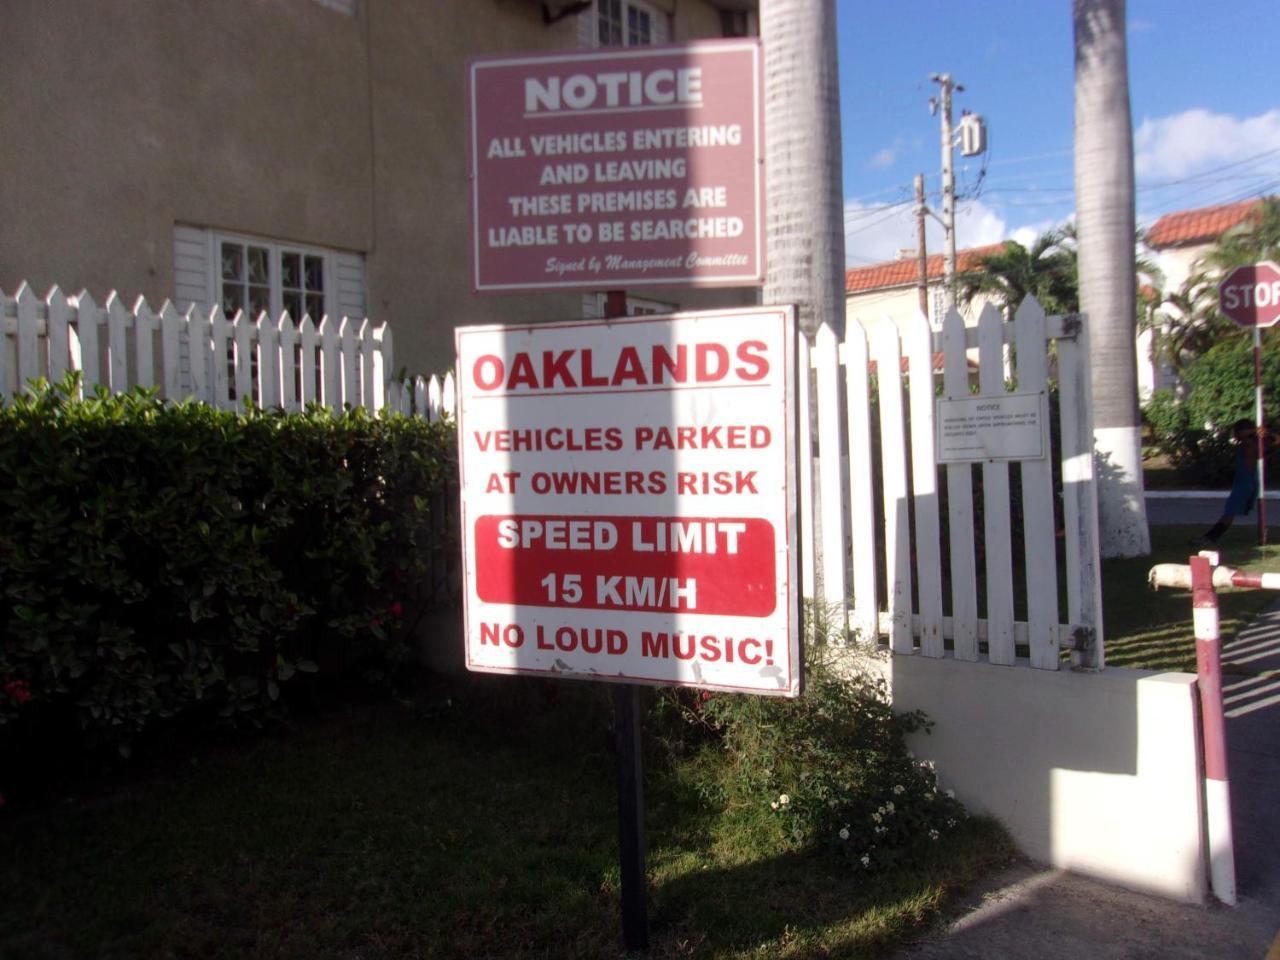 NOTICE
ALL VEHICLES ENTERING
AND LEAVING
THESE PREMISES ARE
LIABLE TO BE SEARCHED
Signed by Management Committee
OAKLANDS
VEHICLES PARKED
AT OWNERS RISK
SPEED LIMIT
15 KM/H
NO LOUD MUSIC!
NOTICE
STOP